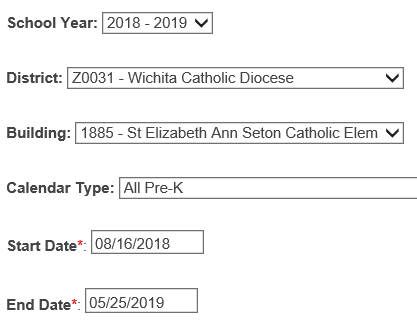 School Year: 2018 - 2019
District: Z0031 - Wichita Catholic Diocese
Building: 1885 - St Elizabeth Ann Seton Catholic Elem
Calendar Type: All Pre-K
Start Date*: 08/16/2018
End Date*: 05/25/2019